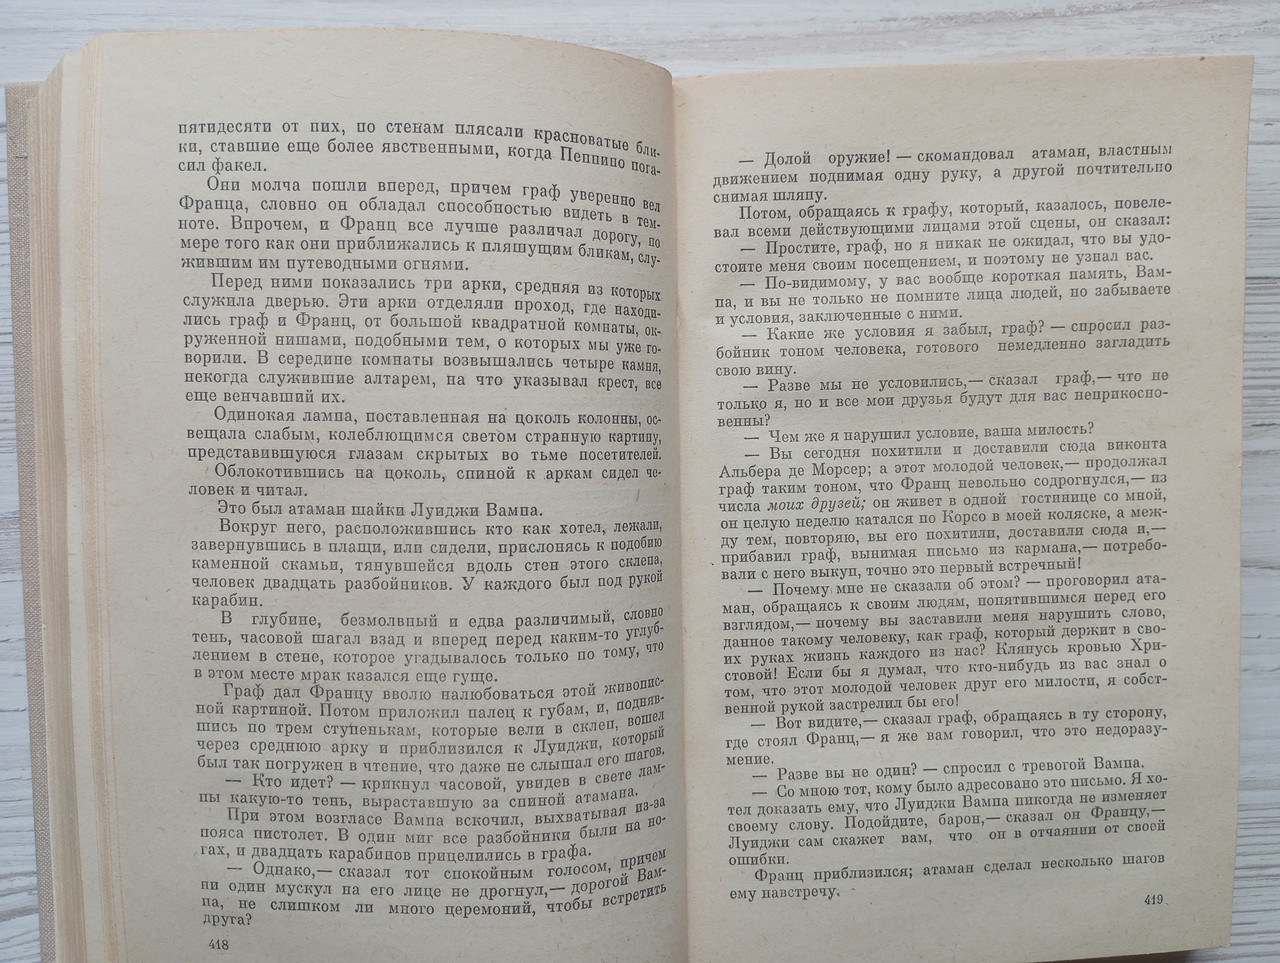 пятидесяти от них, по стенам плясали красноватые бли-
ки, ставшие еще более явственными, когда Пеппино пога-
сил факел.
Они молча пошли вперед, причем граф уверенно вел
Франца, словно он обладал способностью видеть в тем-
ноте. Впрочем, и Франц все лучше различал дорогу, по
мере того как они приближались к пляшущим бликам, слу-
жившим им путеводными огнями.
Перед ними показались три арки, средняя из которых
служила дверью. Эти арки отделяли проход, где находи-
лись граф и Франц, от большой квадратной комнаты, ок-
руженной нишами, подобными тем, о которых мы уже го-
ворили. В середине комнаты возвышались четыре камня,
некогда служившие алтарем, на что указывал крест, все
еще венчавший их.
Одинокая лампа, поставленная на цоколь колонны, ос-
вещала слабым, колеблющимся светом странную картину,
представившуюся глазам скрытых во тьме посетителей.
Облокотившись на цоколь, спиной к аркам сидел че-
ловек и читал.
Это был атаман шайки Луиджи Вампа.
Вокруг него, расположившись кто как хотел, лежали,
завернувшись в плащи, или сидели, прислонясь к подобию
каменной скамьи, тянувшейся вдоль стен этого склепа,
человек двадцать разбойников. У каждого был под рукой
карабин.
В глубине, безмолвный и едва различимый, словно
тень, часовой шагал взад и вперед перед каким-то углуб-
лением в стене, которое угадывалось только по тому, что
в этом месте мрак казался еще гуще.
Граф дал Францу вволю налюбоваться этой живопис-
ной картиной. Потом приложил палец к губам, и, подняв-
шись по трем ступенькам, которые вели в склеп, вошел
через среднюю арку и приблизился к Луиджи, который
был так погружен в чтение, что даже не слышал его шагов.
— Кто идет? — крикнул часовой, увидев в свете лам-
пы какую-то тень, выраставшую за спиной атамана.
При этом возгласе Вампа вскочил, выхватывая из-за
пояса пистолет. В один миг все разбойники были на но-
гах, и двадцать карабинов прицелились в графа.
— Однако,— сказал тот спокойным голосом, причем
ни один мускул на его лице не дрогнул,— дорогой Вам-
па, не слишком ли много церемоний, чтобы встретить
друга?
418
— Долой оружие! — скомандовал атаман, властным
движением поднимая одну руку, а другой почтительно
снимая шляпу.
Потом, обращаясь к графу, который, казалось, повеле-
вал всеми действующими лицами этой сцены, он сказал:
— Простите, граф, но я никак не ожидал, что вы удо-
стоите меня своим посещением, и поэтому не узнал вас.
— По-видимому, у вас вообще короткая память, Вам-
па, и вы не только не помните лица людей, но забываете
и условия, заключенные с ними.
— Какие же условия я забыл, граф? — спросил раз-
бойник тоном человека, готового немедленно загладить
свою вину.
— Разве мы не условились,— сказал граф,— что не
только я, но и все мои друзья будут для вас неприкосно-
венны?
— Чем же я нарушил условие, ваша милость?
— Вы сегодня похитили и доставили сюда виконта
Альбера де Морсер; а этот молодой человек,— продолжал
граф таким тоном, что Франц невольно содрогнулся,— из
числа моих друзей; он живет в одной гостинице со мной,
он целую неделю катался по Корсо в моей коляске, а меж-
ду тем, повторяю, вы его похитили, доставили сюда и,—
прибавил граф, вынимая письмо из кармана,— потребо-
вали с него выкуп, точно это первый встречный!
— Почему мне не сказали об этом? — проговорил ата-
ман, обращаясь к своим людям, попятившимся перед его
взглядом,— почему вы заставили меня нарушить слово,
данное такому человеку, как граф, который держит в сво-
их руках жизнь каждого из нас? Клянусь кровью Хри-
стовой! Если бы я думал, что кто-нибудь из вас знал о
том, что этот молодой человек друг его милости, я собст-
венной рукой застрелил бы его!
— Вот видите,— сказал граф, обращаясь в ту сторону,
где стоял Франц,— я же вам говорил, что это недоразу-
мение.
— Разве вы не один? — спросил с тревогой Вампа.
— Со мною тот, кому было адресовано это письмо. Я хо-
тел доказать ему, что Луиджи Вампа никогда не изменяет
своему слову. Подойдите, барон,— сказал он Францу,—
Луиджи сам скажет вам, что он в отчаянии от своей
ошибки.
Франц приблизился; атаман сделал несколько шагов
ему навстречу.
419